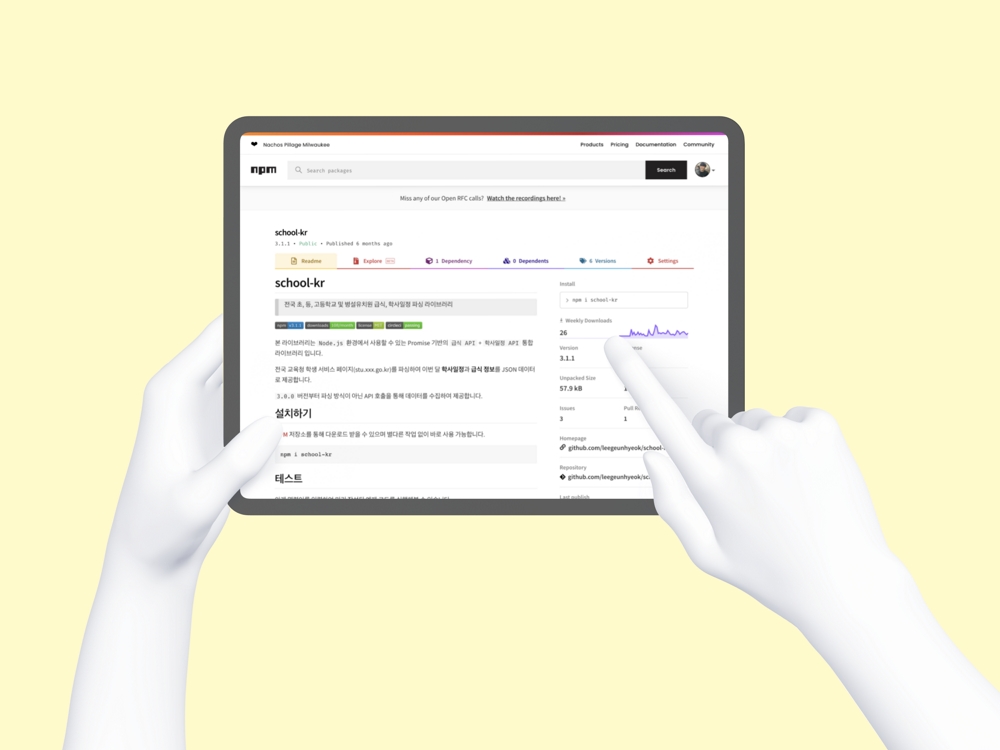 Nachos Pillage Milwaukee
Products Pricing Documentation Community
npm
Search packages
Search
Miss any of our Open RFC calls? Watch the recordings here! »
school-kr
3.1.1 • Public • Published 6 months ago
Readme
Explore BETA
1 Dependency
0 Dependents
6 Versions
Settings
school-kr
전국 초, 등, 고등학교 및 병설유치원 급식, 학사일정 파싱 라이브러리
npm v3.1.1 downloads license MIT
본 라이브러리는 Node.js 환경에서 사용할 수 있는 Promise 기반의 급식 API + 학사일정 API 통합
라이브러리 입니다.
전국 교육청 학생 서비스 페이지(stu.xxx.go.kr)를 파싱하여 이번 달 학사일정과 급식 정보를 JSON 데이터
로 제공합니다.
3.0.0 버전부터 파싱 방식이 아닌 API 호출을 통해 데이터를 수집하여 제공합니다.
설치하기
M 저장소를 통해 다운로드 받을 수 있으며 별다른 작업 없이 바로 사용 가능합니다.
npm i school-kr
테스트
Install
npm i school-kr
Weekly Downloads
26
Version
3.1.1
Unpacked Size
57.9 kB
Issues
3
Pull
1
Homepage
github.com/leegeunhyeok/school-
Repository
github.com/leegeunhyeok/sc
Last publish